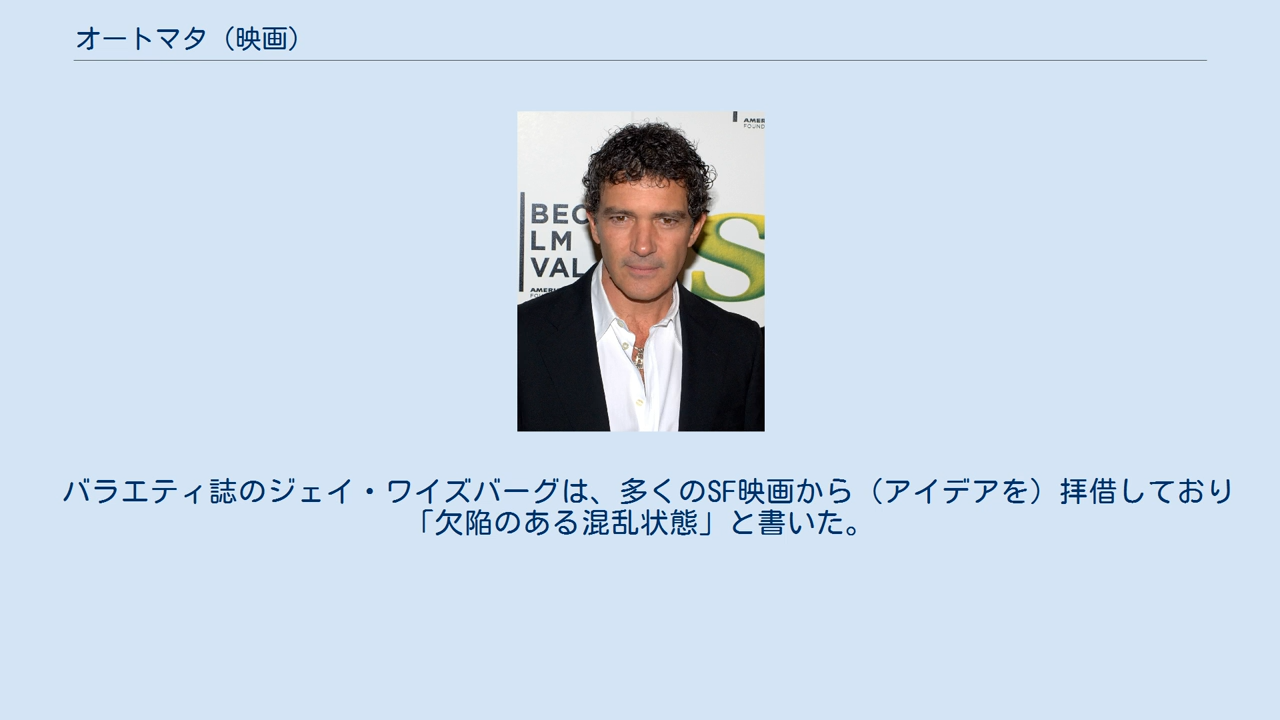 オートマタ（映画）
AMER
FOUND
BEC
LM
VAL
S
AMERI
バラエティ誌のジェイ・ワイズバーグは、多くのSF映画から（アイデアを）拝借しており
「欠陥のある混乱状態」と書いた。